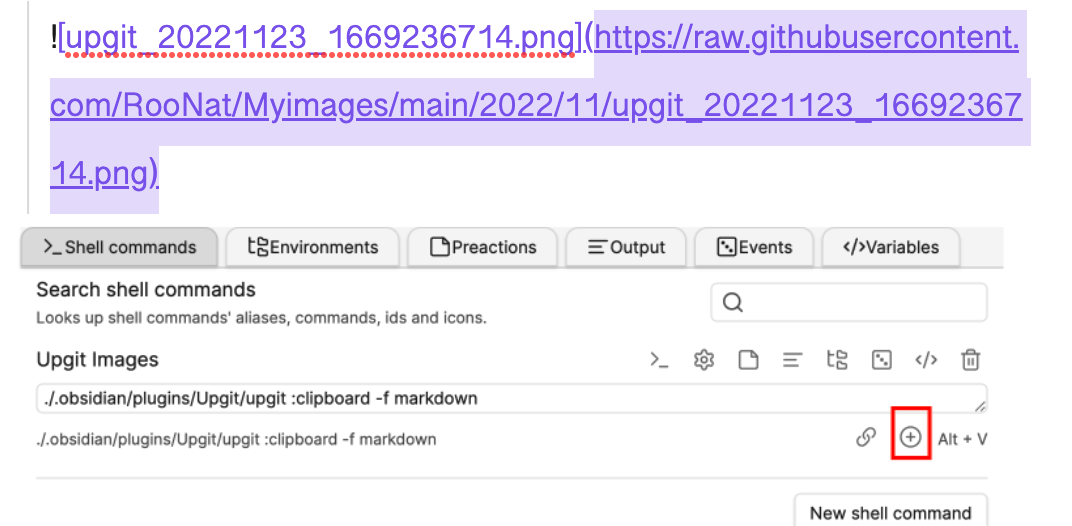 ![upgit_20221123_1669236714.png](https://raw.githubusercontent.
com/RooNat/Myimages/main/2022/11/upgit_20221123_16692367
14.png)
>_Shell commands Environments Preactions Output Events </>Variables
Search shell commands
Looks up shell commands' aliases, commands, ids and icons.
Upgit Images
./.obsidian/plugins/Upgit/upgit :clipboard -f markdown
./.obsidian/plugins/Upgit/upgit :clipboard -f markdown Alt + V
New shell command